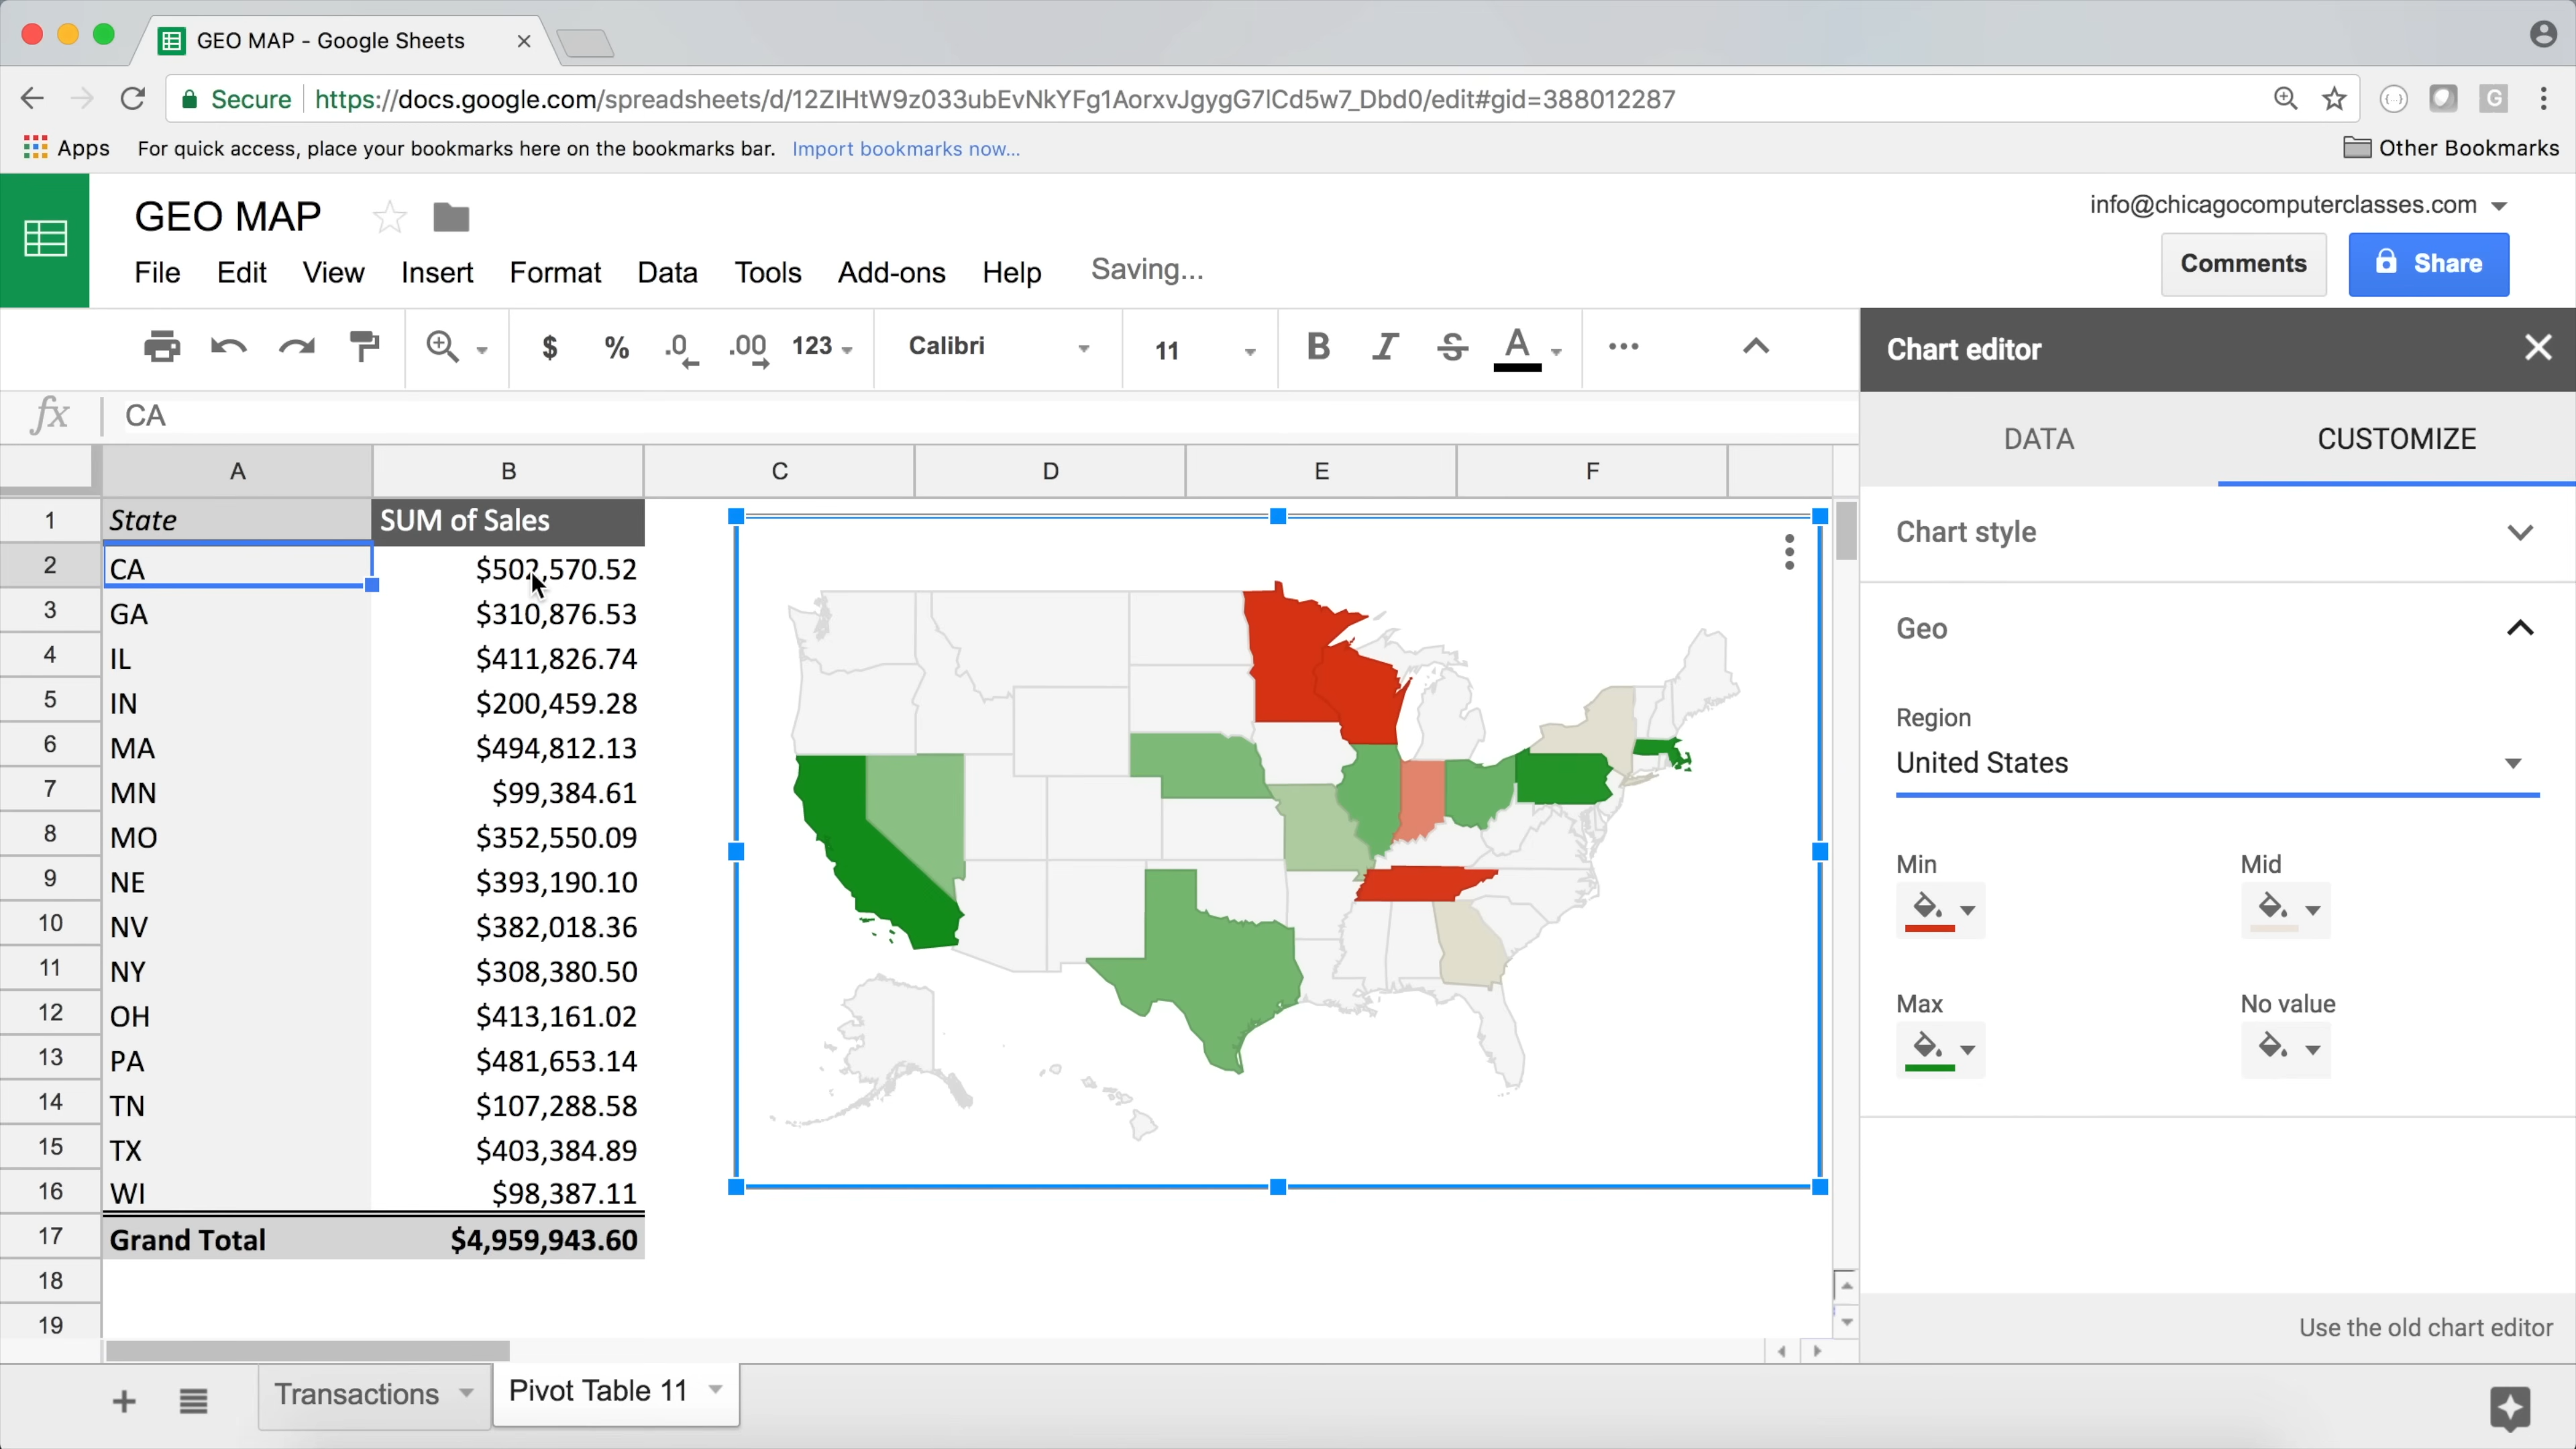 GEO MAP - Google Sheets
Secure https://docs.google.com/spreadsheets/d/12ZIHtW9z033ubEvNkYFg1AorxvJgygG7lCd5w7_Dbd0/edit#gid=388012287
Apps For quick access, place your bookmarks here on the bookmarks bar. Import bookmarks now... Other Bookmarks
GEO MAP
info@chicagocomputerclasses.com
File Edit View Insert Format Data Tools Add-ons Help Saving...
Comments Share
$ % .0 .00 123 Calibri 11 B I S A
Chart editor
fx CA
DATA CUSTOMIZE
A B C D E F
1 State SUM of Sales
2 CA $502,570.52
3 GA $310,876.53
4 IL $411,826.74
5 IN $200,459.28
6 MA $494,812.13
7 MN $99,384.61
8 MO $352,550.09
9 NE $393,190.10
10 NV $382,018.36
11 NY $308,380.50
12 OH $413,161.02
13 PA $481,653.14
14 TN $107,288.58
15 TX $403,384.89
16 WI $98,387.11
17 Grand Total $4,959,943.60
18
19
Chart style
Geo
Region
United States
Min Mid
Max No value
Use the old chart editor
Transactions Pivot Table 11